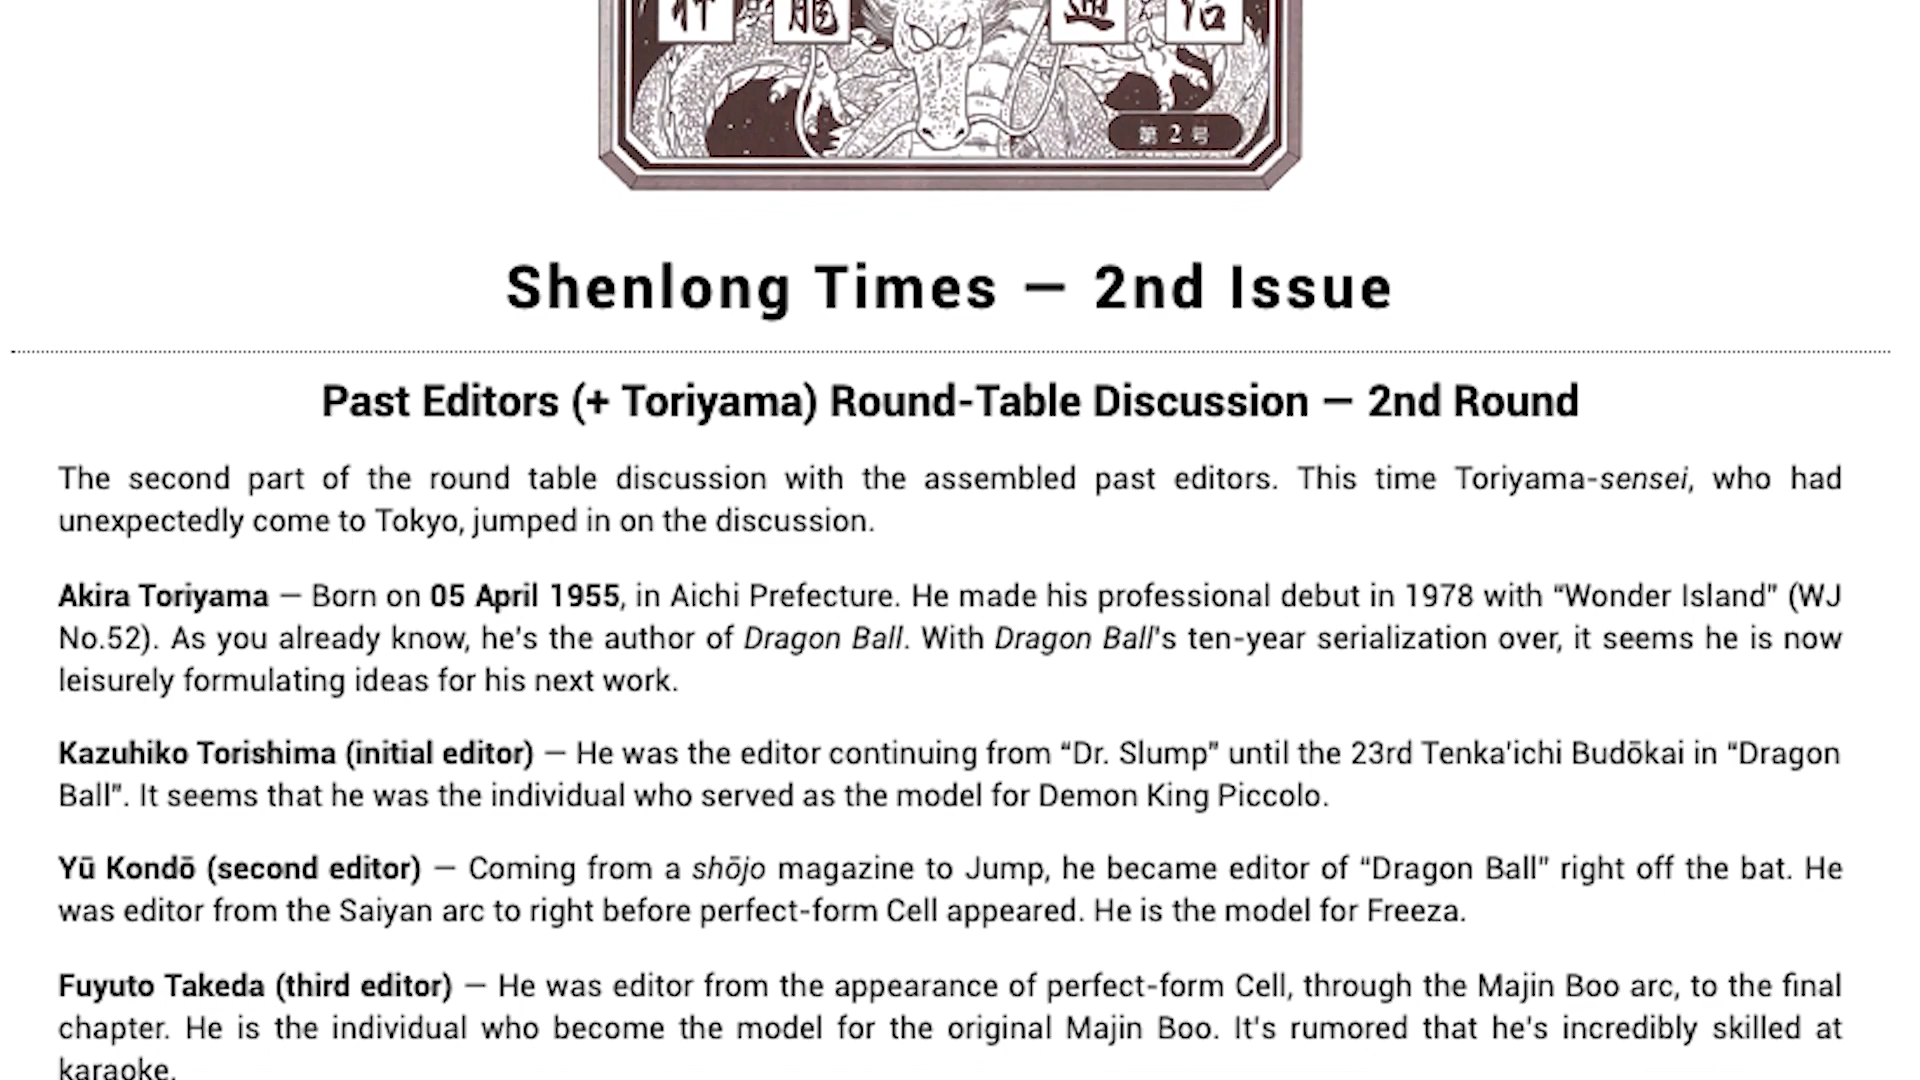 神 龍 通 信
第2号
Shenlong Times — 2nd Issue
Past Editors (+ Toriyama) Round-Table Discussion — 2nd Round
The second part of the round table discussion with the assembled past editors. This time Toriyama-sensei, who had
unexpectedly come to Tokyo, jumped in on the discussion.
Akira Toriyama — Born on 05 April 1955, in Aichi Prefecture. He made his professional debut in 1978 with “Wonder Island” (WJ
No.52). As you already know, he's the author of Dragon Ball. With Dragon Ball's ten-year serialization over, it seems he is now
leisurely formulating ideas for his next work.
Kazuhiko Torishima (initial editor) — He was the editor continuing from “Dr. Slump” until the 23rd Tenka'ichi Budōkai in “Dragon
Ball”. It seems that he was the individual who served as the model for Demon King Piccolo.
Yū Kondō (second editor) — Coming from a shōjo magazine to Jump, he became editor of “Dragon Ball” right off the bat. He
was editor from the Saiyan arc to right before perfect-form Cell appeared. He is the model for Freeza.
Fuyuto Takeda (third editor) — He was editor from the appearance of perfect-form Cell, through the Majin Boo arc, to the final
chapter. He is the individual who become the model for the original Majin Boo. It's rumored that he's incredibly skilled at
karaoke.